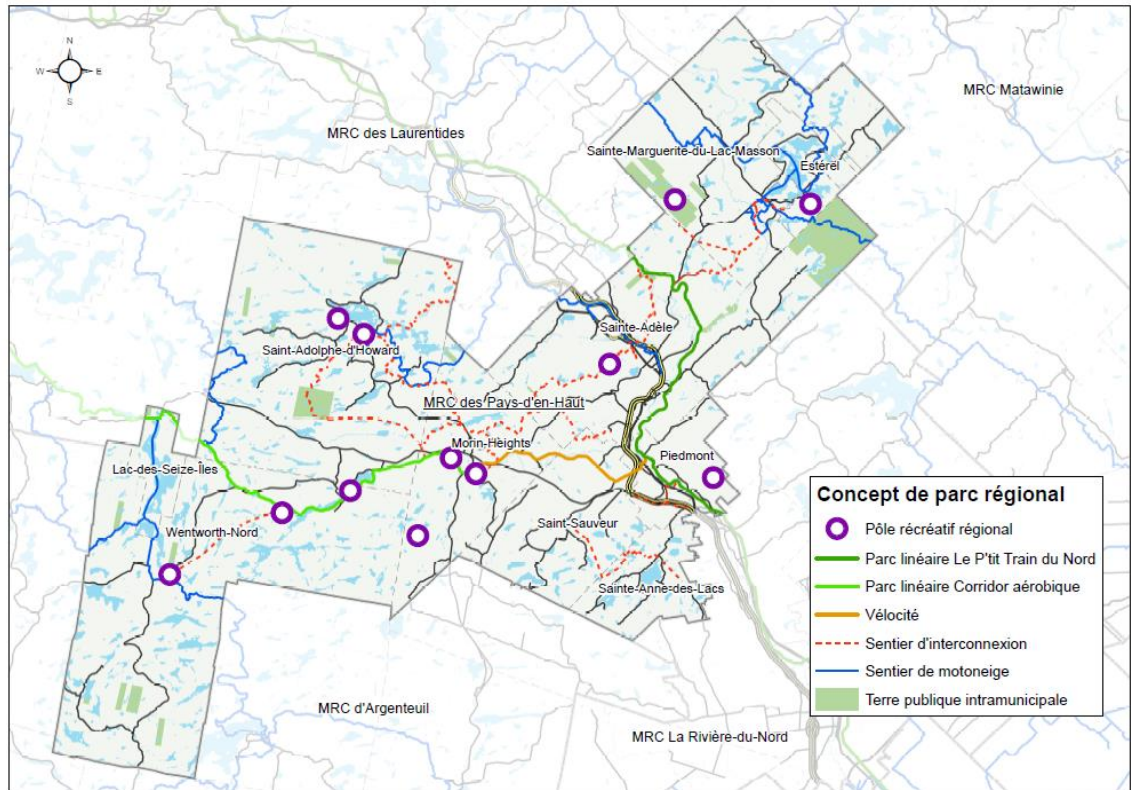 N
W E
S
MRC Matawinie
MRC des Laurentides
Sainte-Marguerite-du-Lac-Masson
Estérel
Sainte-Adèle
Saint-Adolphe-d'Howard
MRC des Pays-d'en-Haut
Morin-Heights
Piedmont
Lac-des-Seize-Îles
Wentworth-Nord
Saint-Sauveur
Sainte-Anne-des-Lacs
MRC d'Argenteuil
MRC La Rivière-du-Nord
Concept de parc régional
Pôle récréatif régional
Parc linéaire Le P'tit Train du Nord
Parc linéaire Corridor aérobique
Vélocité
Sentier d'interconnexion
Sentier de motoneige
Terre publique intramunicipale